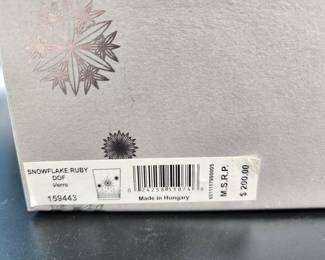 SNOWFLAKE RUBY
DOF
Verre
159443
Made in Hungary
M.S.R.P.
$ 200.00